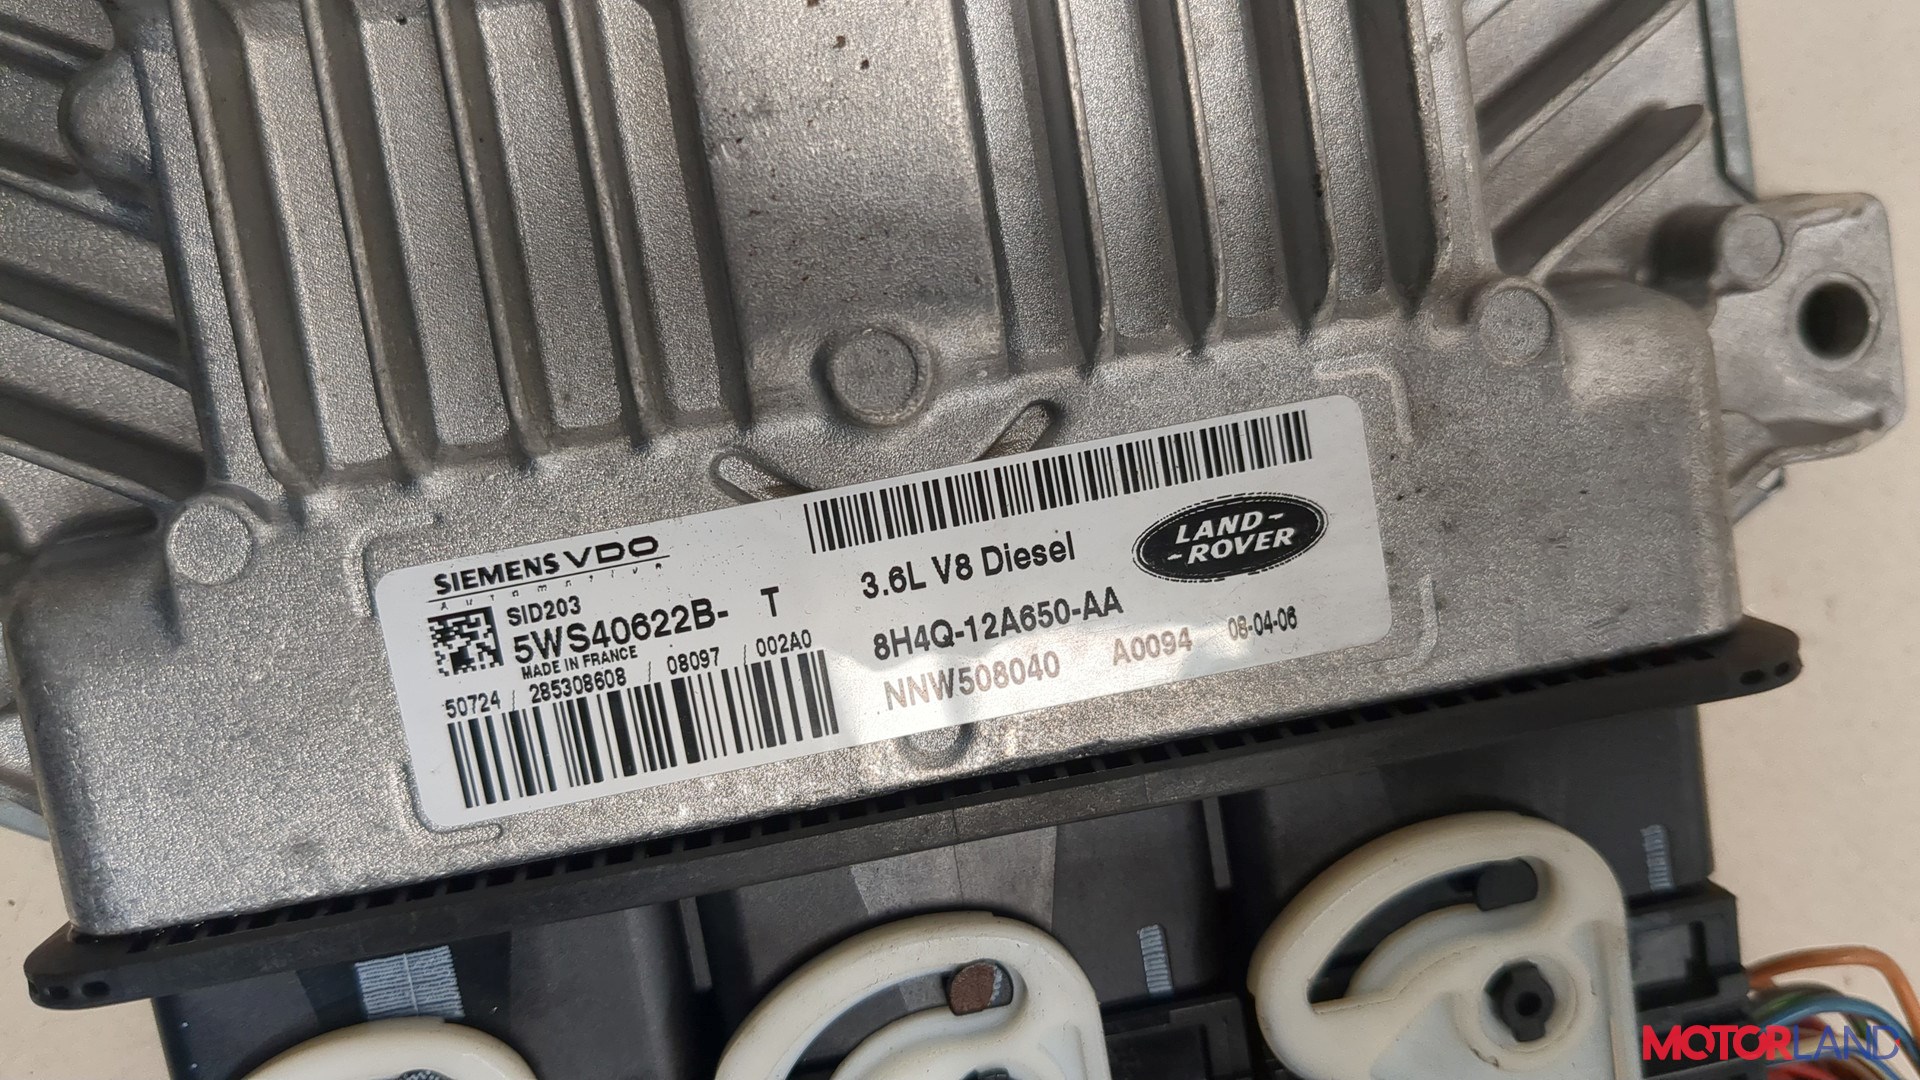 SIEMENS VDO
Automotive
SID203
5WS40622B- T
MADE IN FRANCE
50724 / 285308608 / 08097 / 002A0
3.6L V8 Diesel
8H4Q-12A650-AA
NNW508040 A0094 08-04-06
LAND-
-ROVER
MOTORLAND